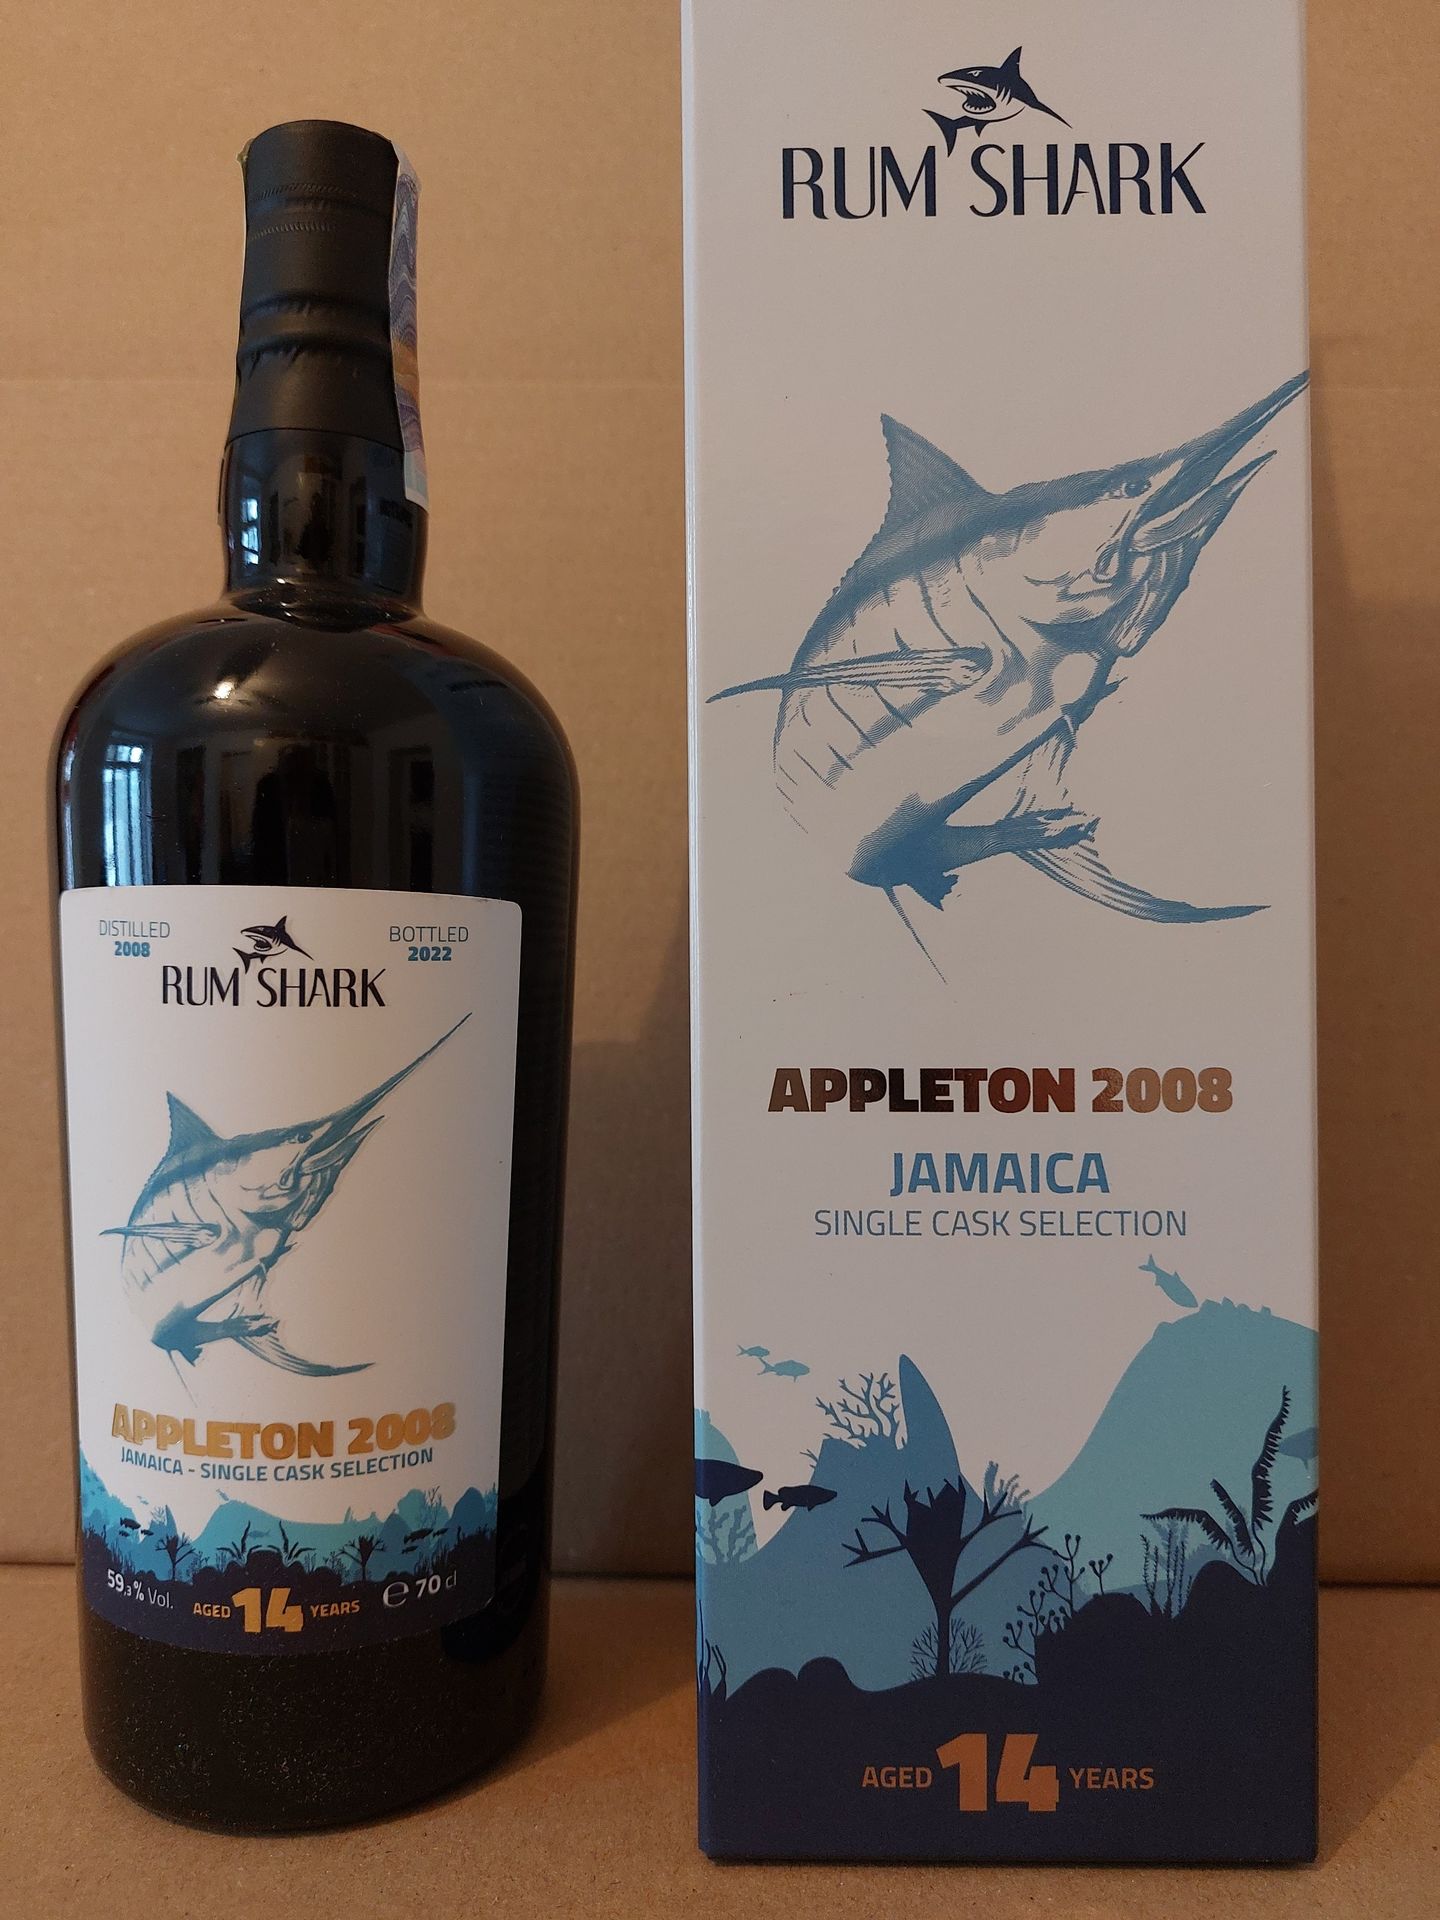 DISTILLED
2008
BOTTLED
2022
RUM SHARK
APPLETON 2008
JAMAICA - SINGLE CASK SELECTION
59,3% Vol.
AGED 14 YEARS
℮ 70 cl
RUM SHARK
APPLETON 2008
JAMAICA
SINGLE CASK SELECTION
AGED 14 YEARS